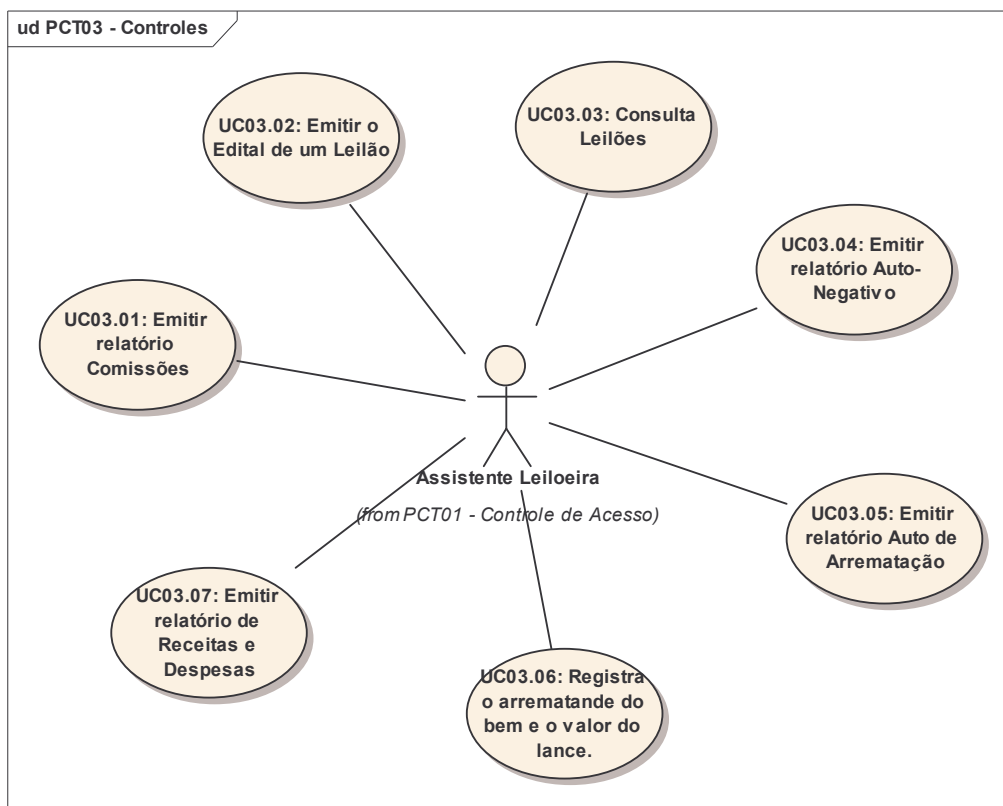 ud PCT03 - Controles
UC03.02: Emitir o
Edital de um Leilão
UC03.03: Consulta
Leilões
UC03.04: Emitir
relatório Auto-
Negativo
UC03.01: Emitir
relatório
Comissões
Assistente Leiloeira
(from PCT01 - Controle de Acesso)
UC03.05: Emitir
relatório Auto de
Arrematação
UC03.07: Emitir
relatório de
Receitas e
Despesas
UC03.06: Registra
o arrematande do
bem e o valor do
lance.